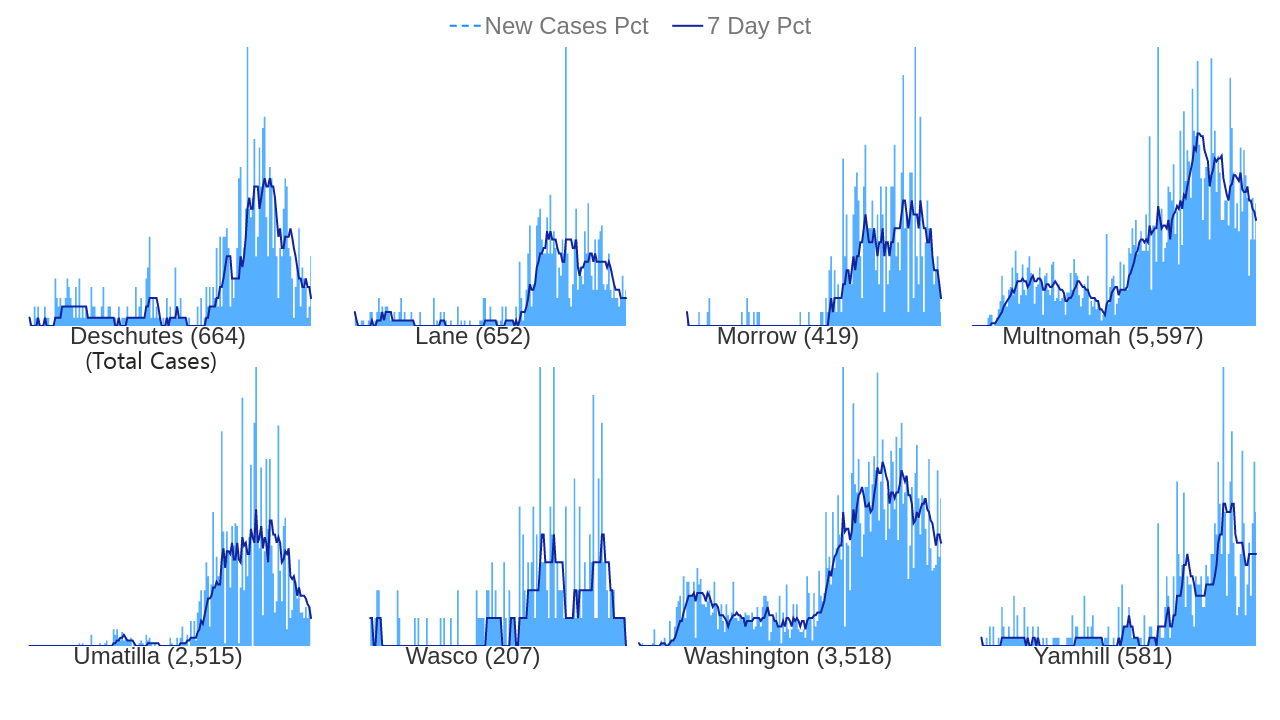 New Cases Pct 7 Day Pct
Deschutes (664) Lane (652) Morrow (419) Multnomah (5,597)
(Total Cases)
Umatilla (2,515) Wasco (207) Washington (3,518) Yamhill (581)